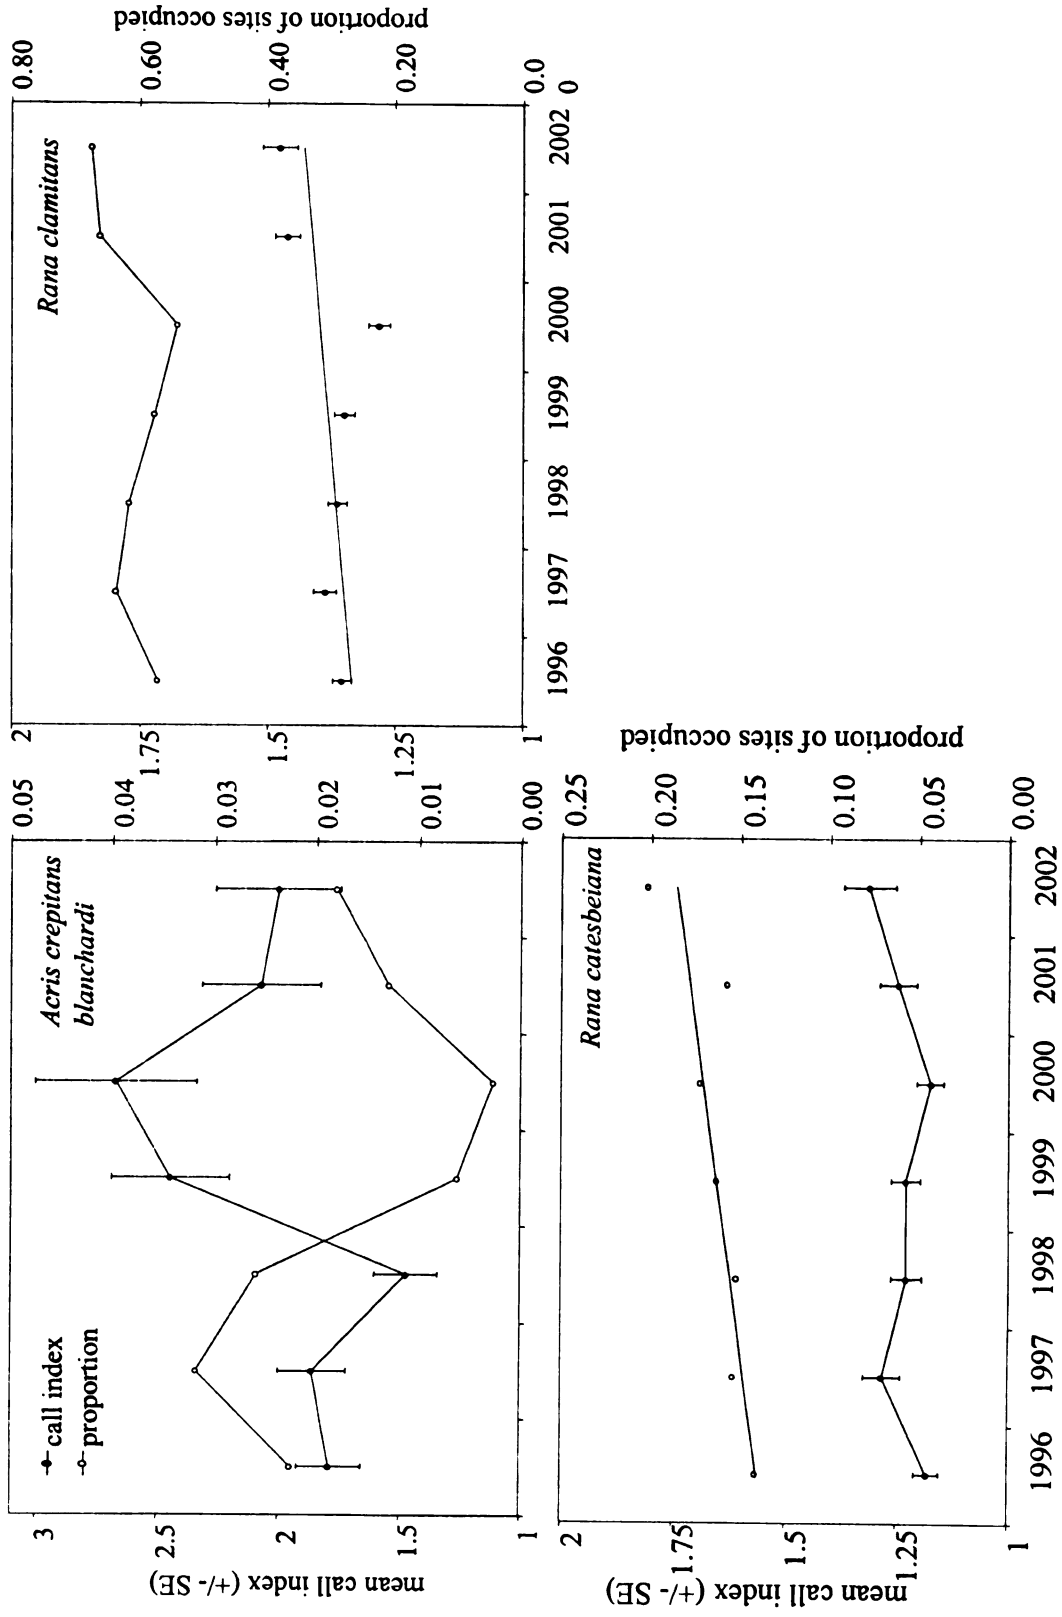 Acris crepitans
blanchardi
call index
proportion
mean call index (+/- SE)
3
2.5
2
1.5
1
0.05
0.04
0.03
0.02
0.01
0.00
Rana clamitans
2
1.75
1.5
1.25
1
0.80
0.60
0.40
0.20
0.0
0
proportion of sites occupied
1996 1997 1998 1999 2000 2001 2002
Rana catesbeiana
mean call index (+/- SE)
2
1.75
1.5
1.25
1
0.25
0.20
0.15
0.10
0.05
0.00
proportion of sites occupied
1996 1997 1998 1999 2000 2001 2002